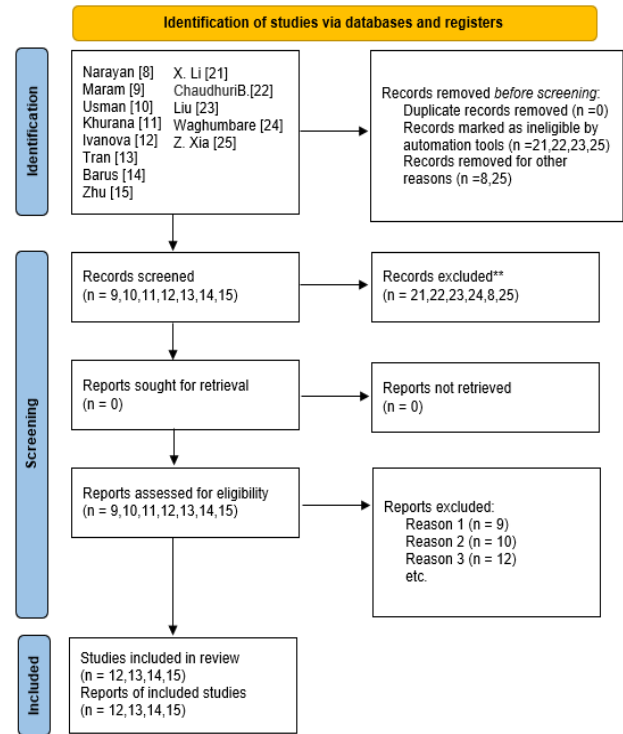 Identification of studies via databases and registers
Identification
Narayan [8]
Maram [9]
Usman [10]
Khurana [11]
Ivanova [12]
Tran [13]
Barus [14]
Zhu [15]
X. Li [21]
ChaudhuriB.[22]
Liu [23]
Waghumbare [24]
Z. Xia [25]
Records removed before screening:
Duplicate records removed (n =0)
Records marked as ineligible by
automation tools (n =21,22,23,25)
Records removed for other
reasons (n =8,25)
Screening
Records screened
(n = 9,10,11,12,13,14,15)
Records excluded**
(n = 21,22,23,24,8,25)
Reports sought for retrieval
(n = 0)
Reports not retrieved
(n = 0)
Reports assessed for eligibility
(n = 9,10,11,12,13,14,15)
Reports excluded:
Reason 1 (n = 9)
Reason 2 (n = 10)
Reason 3 (n = 12)
etc.
Included
Studies included in review
(n = 12,13,14,15)
Reports of included studies
(n = 12,13,14,15)